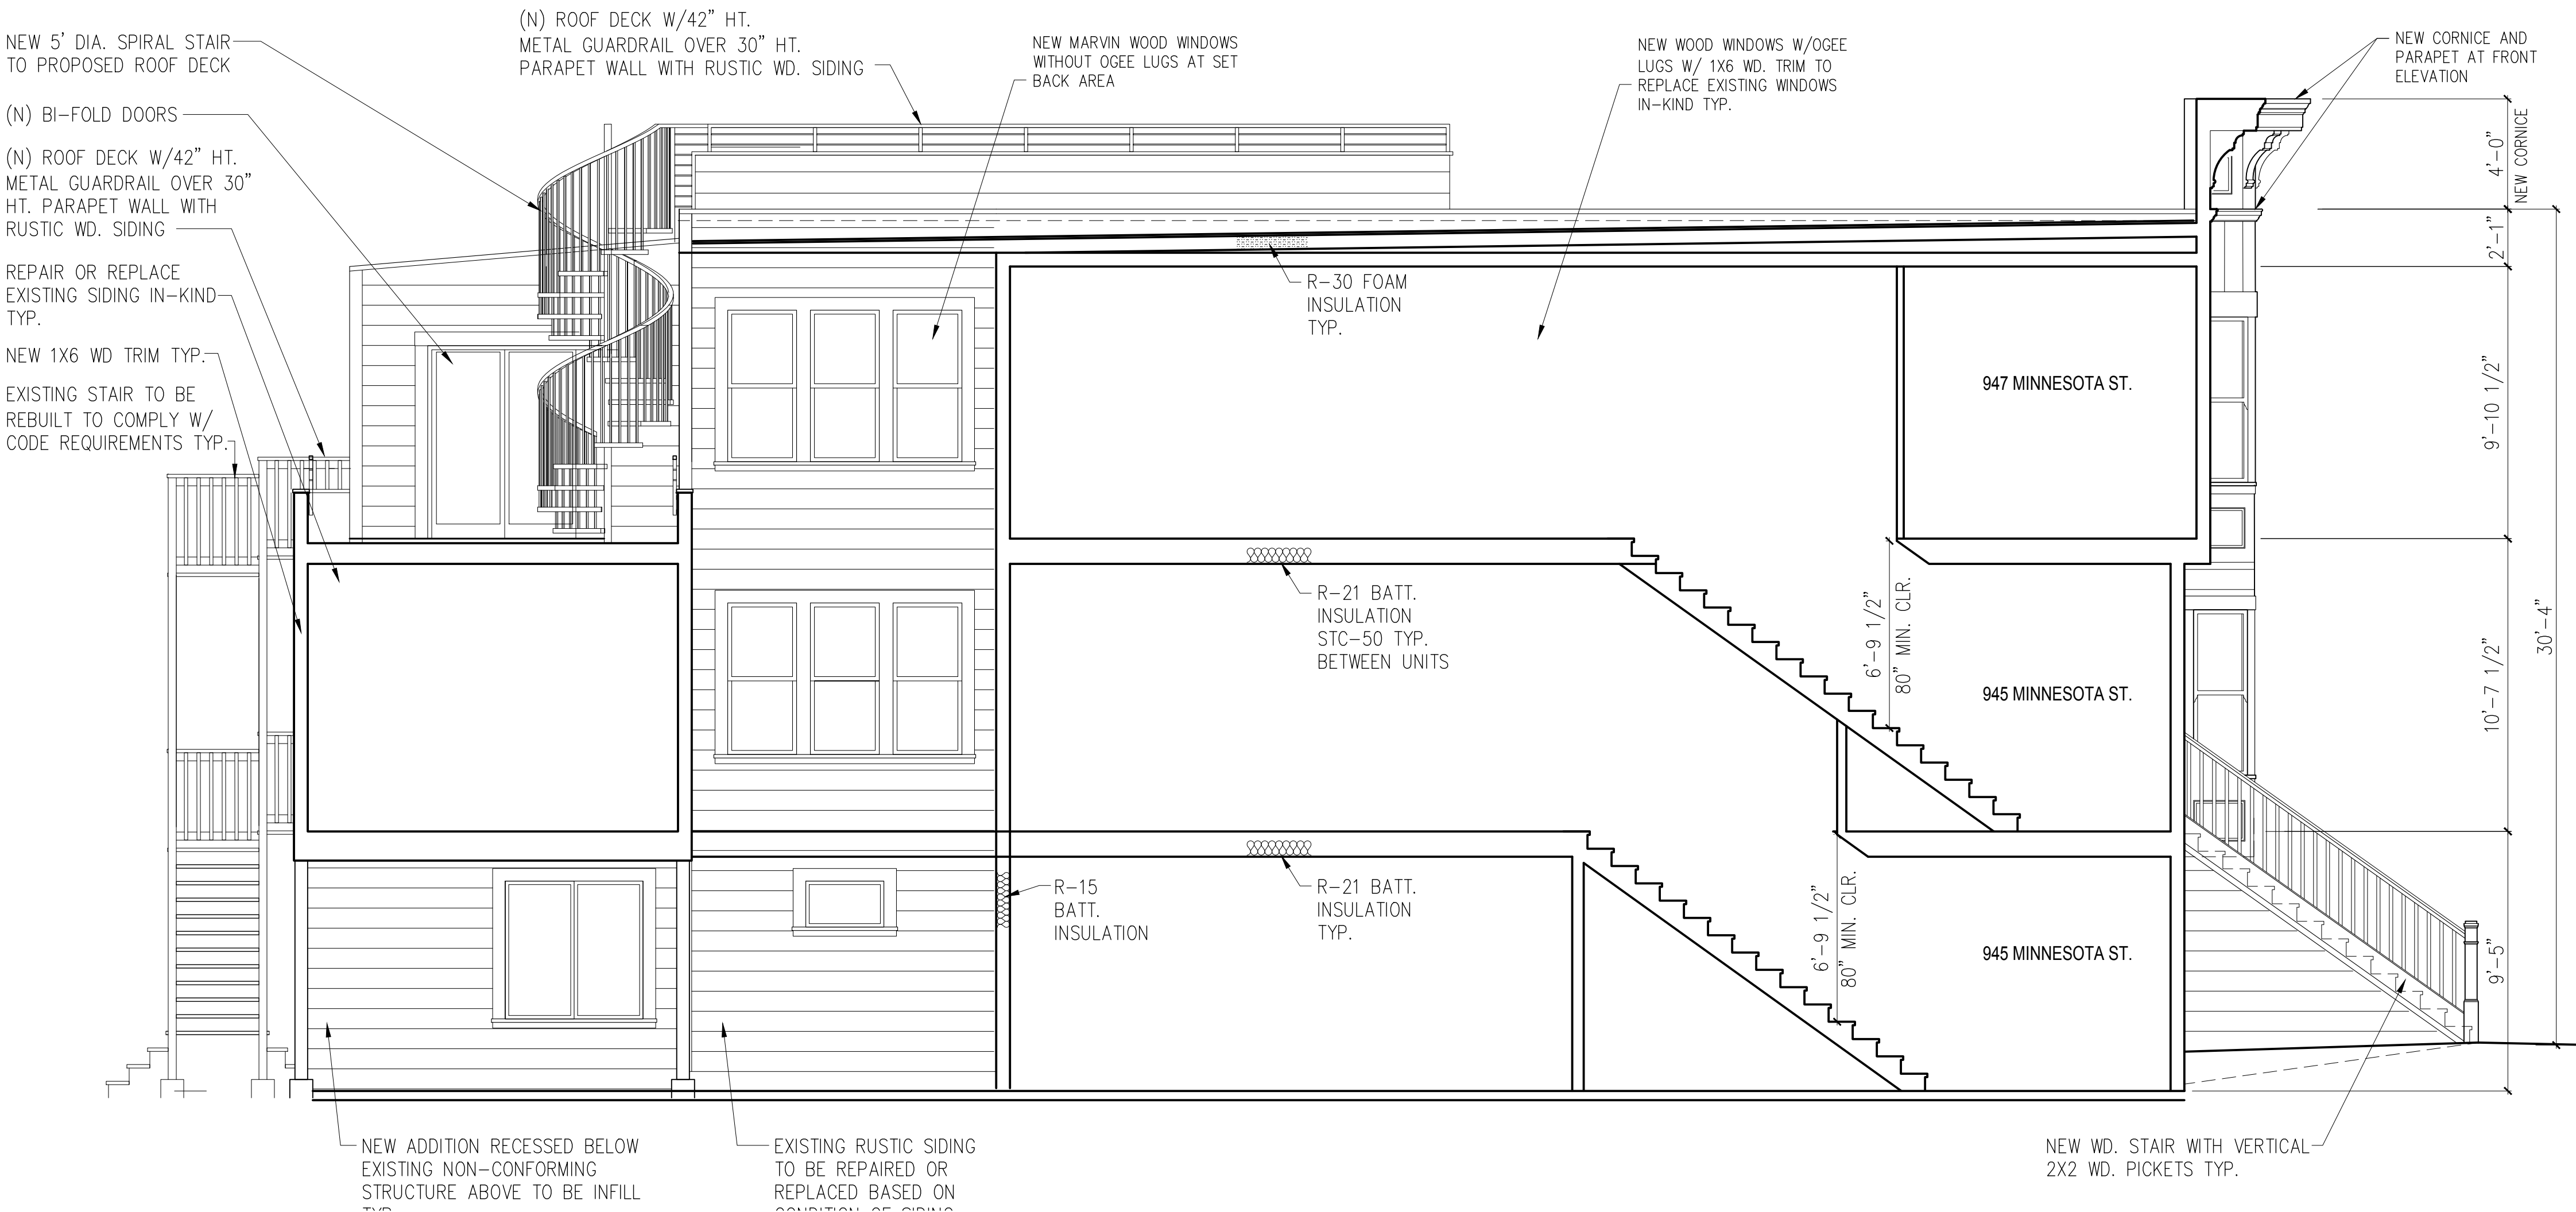 NEW 5' DIA. SPIRAL STAIR
TO PROPOSED ROOF DECK
(N) BI-FOLD DOORS
(N) ROOF DECK W/42" HT.
METAL GUARDRAIL OVER 30"
HT. PARAPET WALL WITH
RUSTIC WD. SIDING
REPAIR OR REPLACE
EXISTING SIDING IN-KIND
TYP.
NEW 1X6 WD TRIM TYP.
EXISTING STAIR TO BE
REBUILT TO COMPLY W/
CODE REQUIREMENTS TYP.
(N) ROOF DECK W/42" HT.
METAL GUARDRAIL OVER 30" HT.
PARAPET WALL WITH RUSTIC WD. SIDING
NEW MARVIN WOOD WINDOWS
WITHOUT OGEE LUGS AT SET
BACK AREA
NEW WOOD WINDOWS W/OGEE
LUGS W/ 1X6 WD. TRIM TO
REPLACE EXISTING WINDOWS
IN-KIND TYP.
NEW CORNICE AND
PARAPET AT FRONT
ELEVATION
4'-0"
NEW CORNICE
2'-1"
9'-10 1/2"
10'-7 1/2"
30'-4"
9'-5"
R-30 FOAM
INSULATION
TYP.
947 MINNESOTA ST.
R-21 BATT.
INSULATION
STC-50 TYP.
BETWEEN UNITS
6'-9 1/2"
80" MIN. CLR.
945 MINNESOTA ST.
R-15
BATT.
INSULATION
R-21 BATT.
INSULATION
TYP.
6'-9 1/2"
80" MIN. CLR.
945 MINNESOTA ST.
NEW ADDITION RECESSED BELOW
EXISTING NON-CONFORMING
STRUCTURE ABOVE TO BE INFILL
TYP.
EXISTING RUSTIC SIDING
TO BE REPAIRED OR
REPLACED BASED ON
CONDITION OF SIDING
NEW WD. STAIR WITH VERTICAL
2X2 WD. PICKETS TYP.